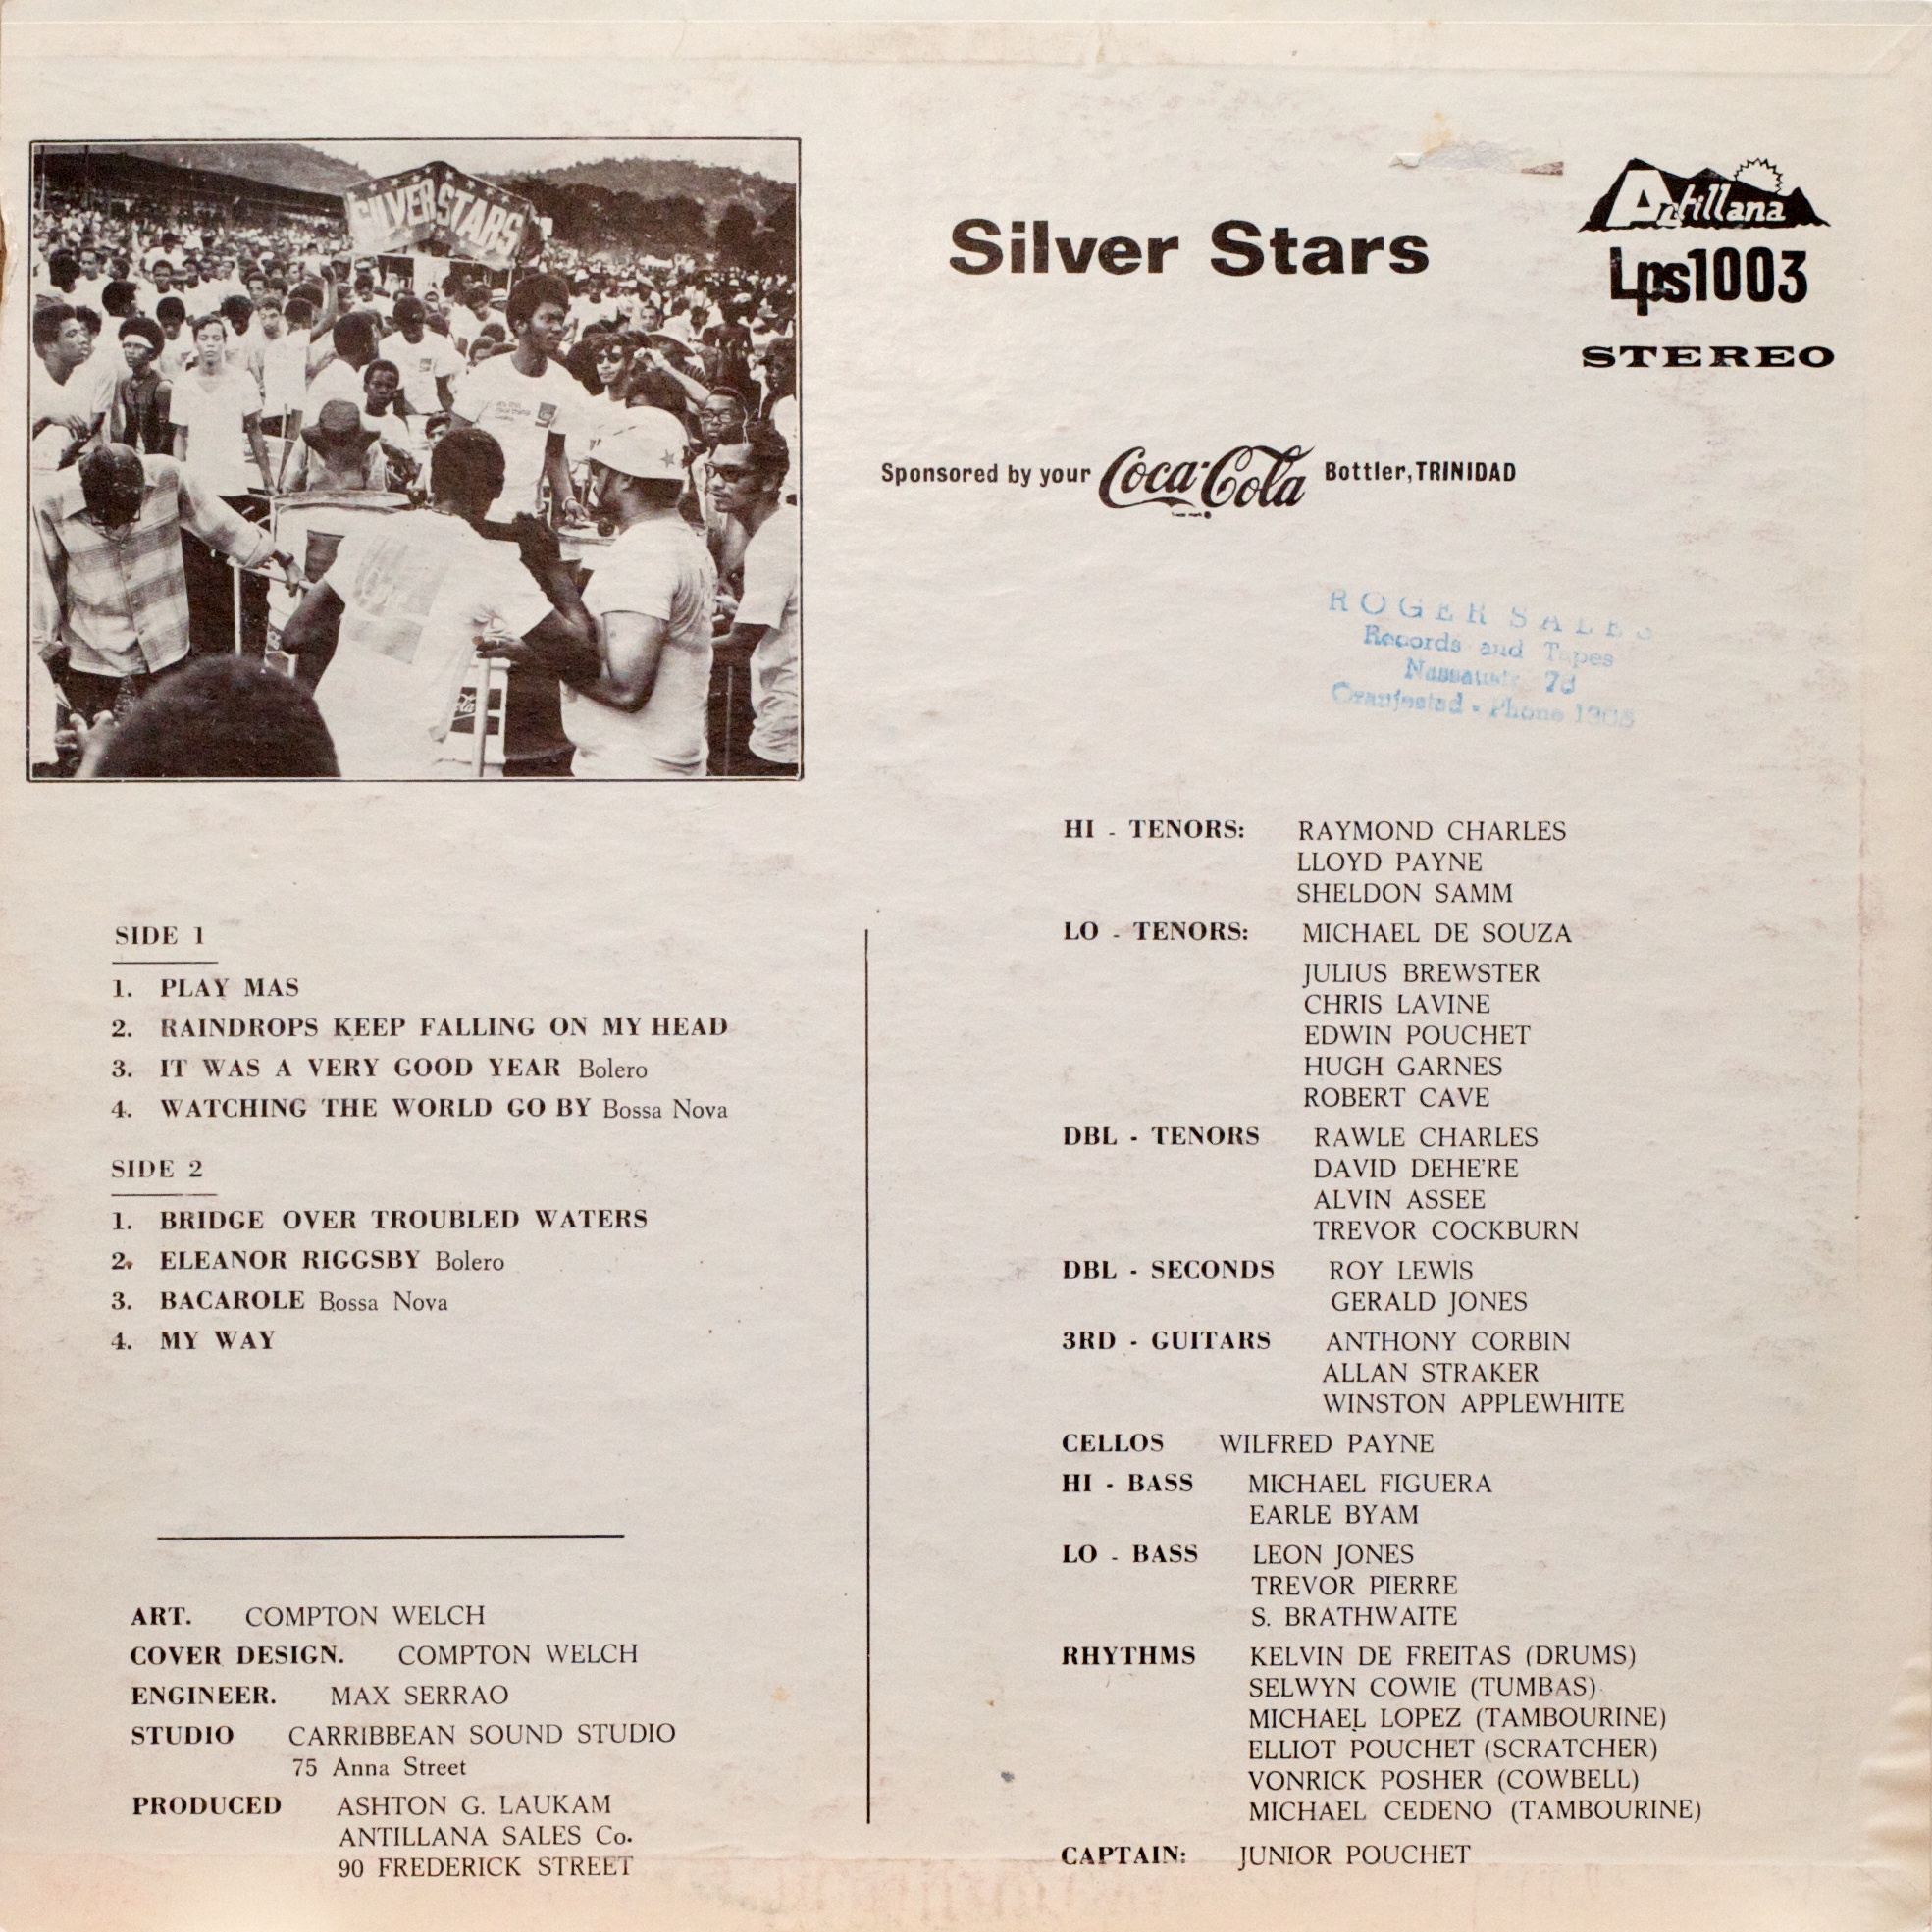 SILVER STARS
Silver Stars
Antillana
Lps1003
STEREO
Sponsored by your Coca-Cola Bottler, TRINIDAD
ROGER SALES
Records and Tapes
78
Oranjestad - Phone
SIDE 1
1. PLAY MAS
2. RAINDROPS KEEP FALLING ON MY HEAD
3. IT WAS A VERY GOOD YEAR Bolero
4. WATCHING THE WORLD GO BY Bossa Nova
SIDE 2
1. BRIDGE OVER TROUBLED WATERS
2. ELEANOR RIGGSBY Bolero
3. BACAROLE Bossa Nova
4. MY WAY
ART. COMPTON WELCH
COVER DESIGN. COMPTON WELCH
ENGINEER. MAX SERRAO
STUDIO CARRIBBEAN SOUND STUDIO
75 Anna Street
PRODUCED ASHTON G. LAUKAM
ANTILLANA SALES Co.
90 FREDERICK STREET
HI - TENORS: RAYMOND CHARLES
LLOYD PAYNE
SHELDON SAMM
LO - TENORS: MICHAEL DE SOUZA
JULIUS BREWSTER
CHRIS LAVINE
EDWIN POUCHET
HUGH GARNES
ROBERT CAVE
DBL - TENORS RAWLE CHARLES
DAVID DEHE'RE
ALVIN ASSEE
TREVOR COCKBURN
DBL - SECONDS ROY LEWIS
GERALD JONES
3RD - GUITARS ANTHONY CORBIN
ALLAN STRAKER
WINSTON APPLEWHITE
CELLOS WILFRED PAYNE
HI - BASS MICHAEL FIGUERA
EARLE BYAM
LO - BASS LEON JONES
TREVOR PIERRE
S. BRATHWAITE
RHYTHMS KELVIN DE FREITAS (DRUMS)
SELWYN COWIE (TUMBAS)
MICHAEL LOPEZ (TAMBOURINE)
ELLIOT POUCHET (SCRATCHER)
VONRICK POSHER (COWBELL)
MICHAEL CEDENO (TAMBOURINE)
CAPTAIN: JUNIOR POUCHET